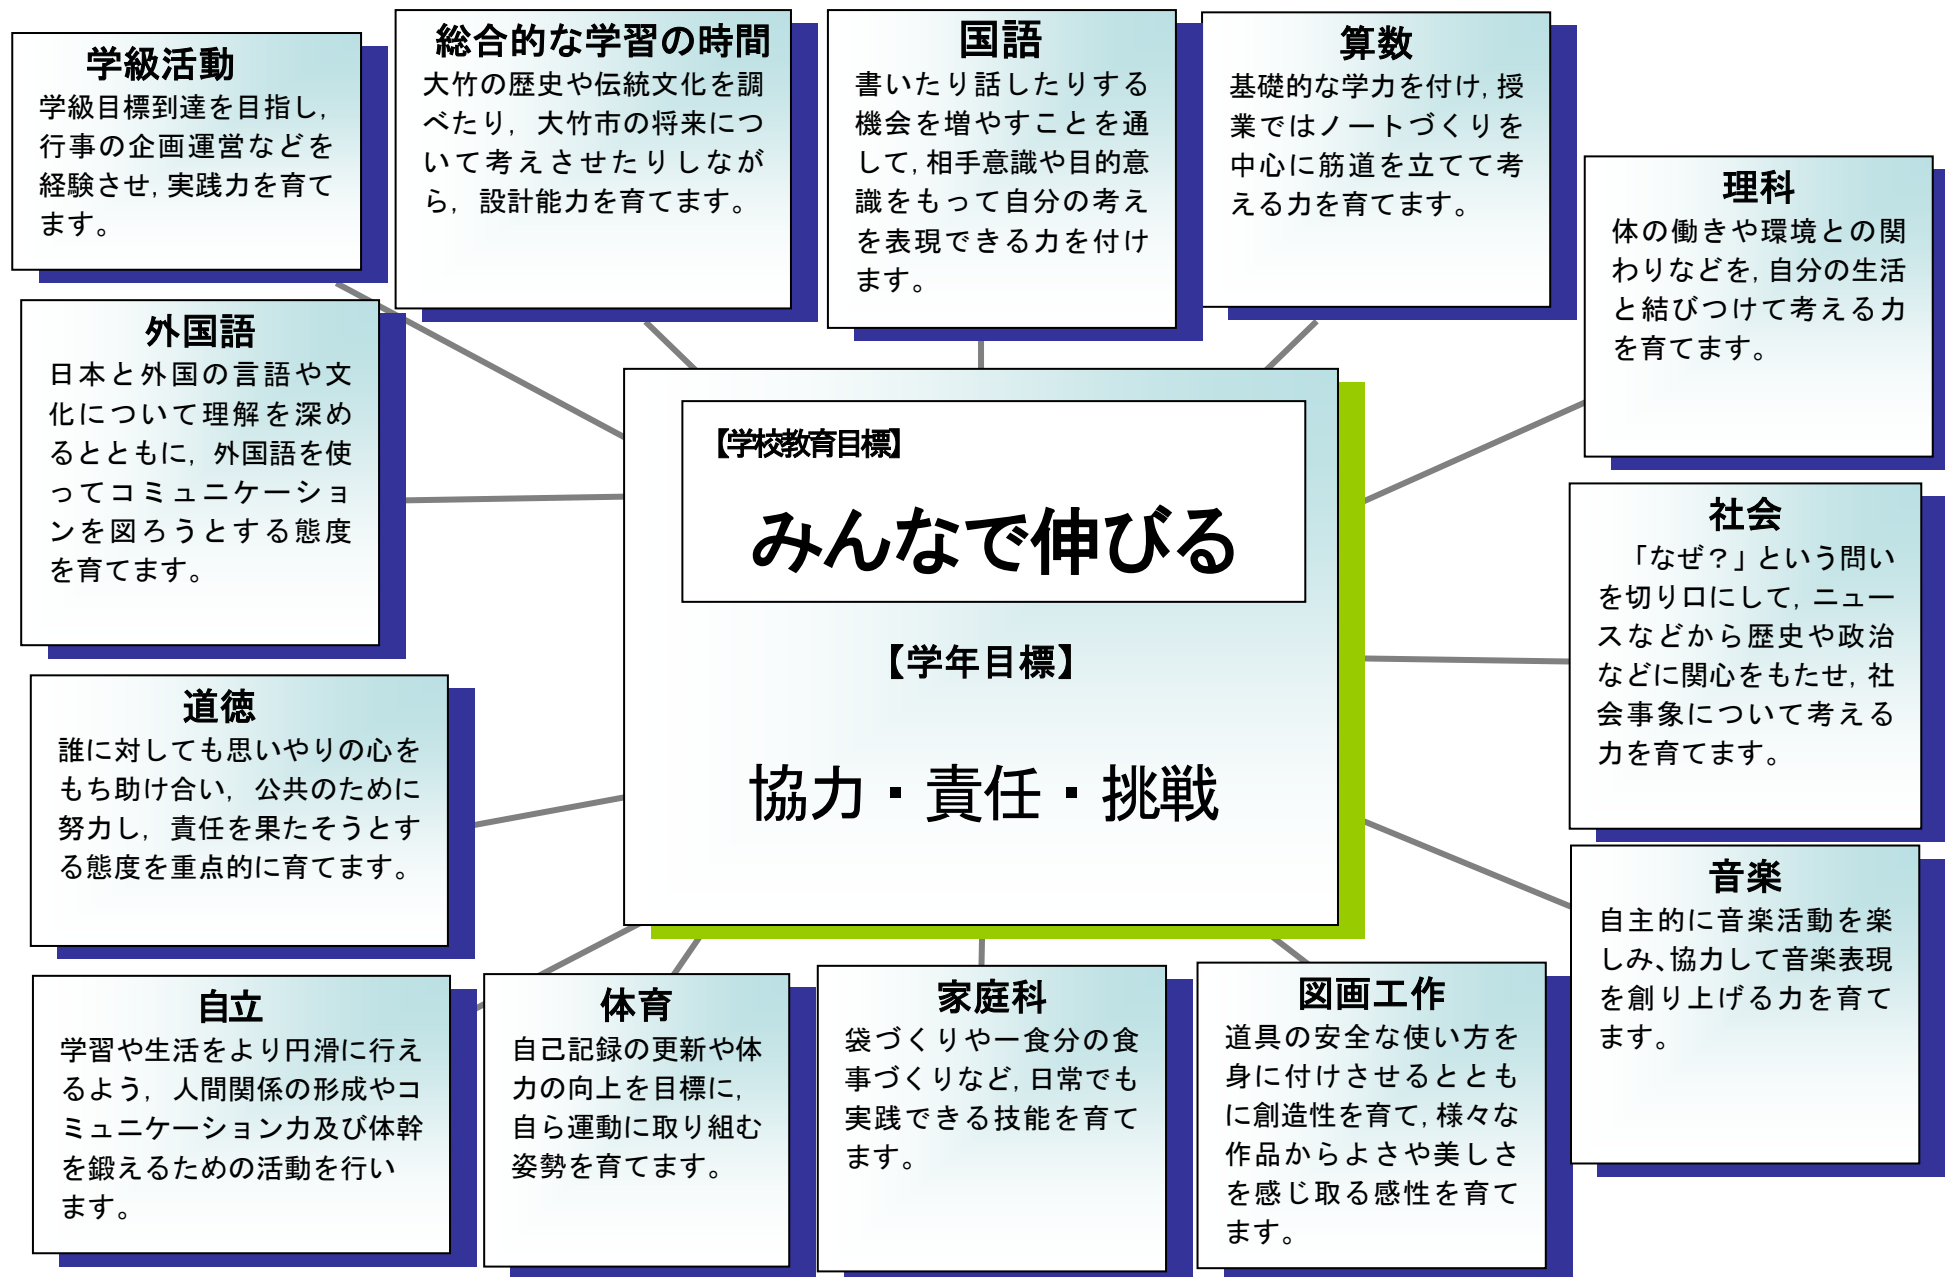 学級活動
学級目標到達を目指し,
行事の企画運営などを
経験させ,実践力を育て
ます。
総合的な学習の時間
大竹の歴史や伝統文化を調
べたり,大竹市の将来につ
いて考えさせたりしなが
ら,設計能力を育てます。
国語
書いたり話したりする
機会を増やすことを通
して,相手意識や目的意
識をもって自分の考え
を表現できる力を付け
ます。
算数
基礎的な学力を付け,授
業ではノートづくりを
中心に筋道を立てて考
える力を育てます。
理科
体の働きや環境との関
わりなどを,自分の生活
と結びつけて考える力
を育てます。
外国語
日本と外国の言語や文
化について理解を深め
るとともに,外国語を使
ってコミュニケーショ
ンを図ろうとする態度
を育てます。
【学校教育目標】
みんなで伸びる
【学年目標】
協力・責任・挑戦
社会
「なぜ？」という問い
を切り口にして,ニュー
スなどから歴史や政治
などに関心をもたせ,社
会事象について考える
力を育てます。
道徳
誰に対しても思いやりの心を
もち助け合い,公共のために
努力し,責任を果たそうとす
る態度を重点的に育てます。
音楽
自主的に音楽活動を楽
しみ、協力して音楽表現
を創り上げる力を育て
ます。
自立
学習や生活をより円滑に行え
るよう,人間関係の形成やコ
ミュニケーション力及び体幹
を鍛えるための活動を行い
ます。
体育
自己記録の更新や体
力の向上を目標に,
自ら運動に取り組む
姿勢を育てます。
家庭科
袋づくりや一食分の食
事づくりなど,日常でも
実践できる技能を育て
ます。
図画工作
道具の安全な使い方を
身に付けさせるととも
に創造性を育て,様々な
作品からよさや美しさ
を感じ取る感性を育て
ます。